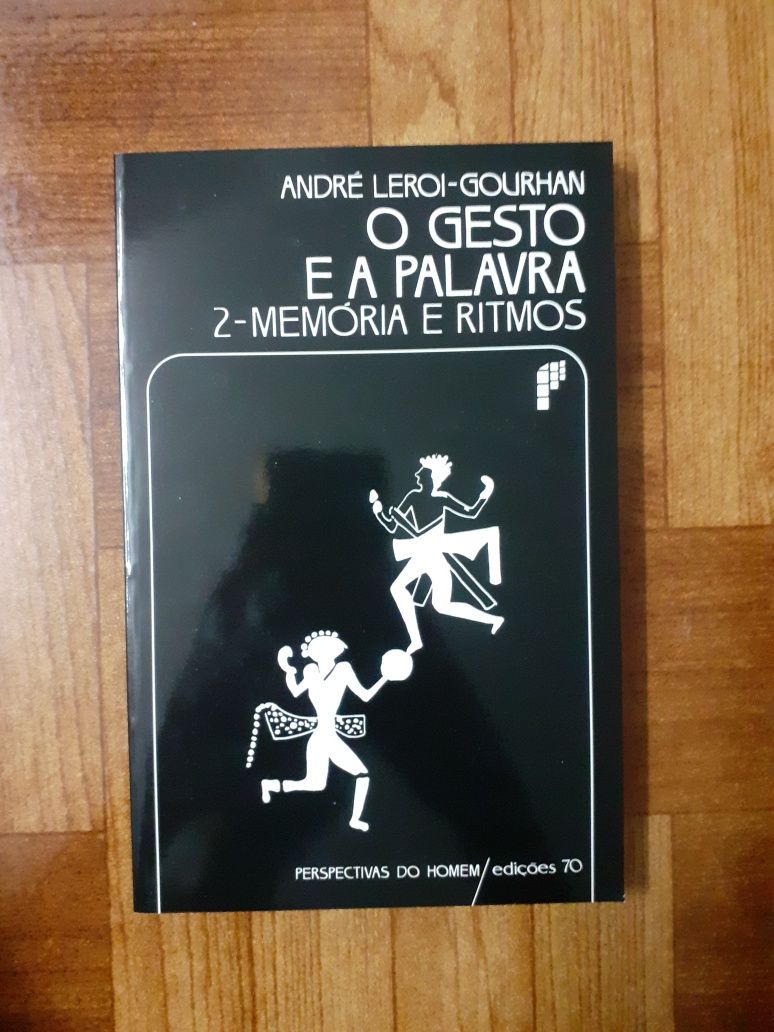 ANDRÉ LEROI-GOURHAN
O GESTO
E A PALAVRA
2-MEMÓRIA E RITMOS
PERSPECTIVAS DO HOMEM/edições 70